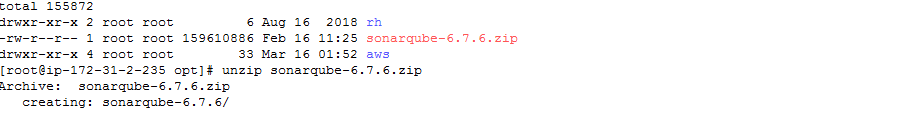 total 155872
drwxr-xr-x 2 root root         6 Aug 16  2018 rh
-rw-r--r-- 1 root root 159610886 Feb 16 11:25 sonarqube-6.7.6.zip
drwxr-xr-x 4 root root        33 Mar 16 01:52 aws
[root@ip-172-31-2-235 opt]# unzip sonarqube-6.7.6.zip
Archive:  sonarqube-6.7.6.zip
   creating: sonarqube-6.7.6/